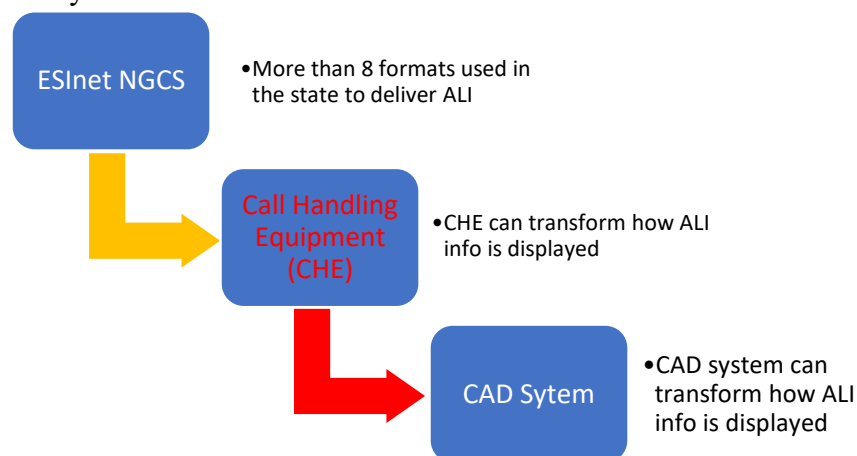 ESInet NGCS
•More than 8 formats used in
the state to deliver ALI
Call Handling
Equipment
(CHE)
•CHE can transform how ALI
info is displayed
CAD Sytem
•CAD system can
transform how ALI
info is displayed